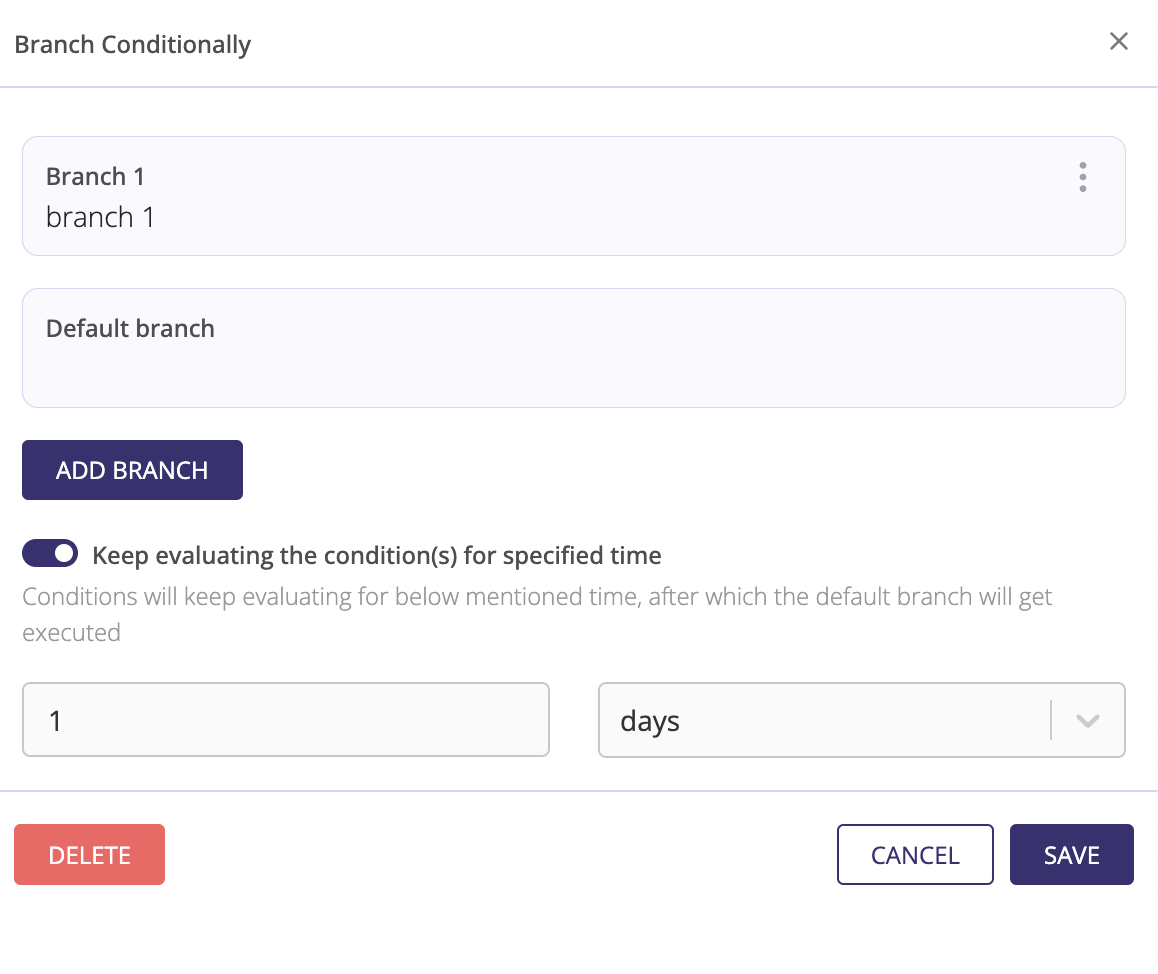 Branch Conditionally
Branch 1
branch 1
Default branch
ADD BRANCH
Keep evaluating the condition(s) for specified time
Conditions will keep evaluating for below mentioned time, after which the default branch will get
executed
1
days
DELETE
CANCEL
SAVE